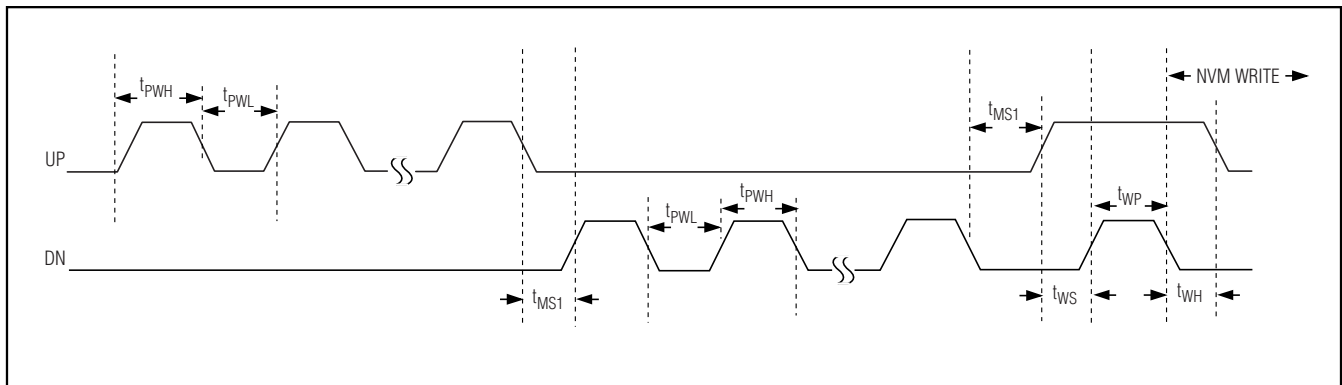 NVM WRITE
tPWH
tPWL
tMS1
UP
tPWH
tWP
tPWL
DN
tMS1
tWS
tWH